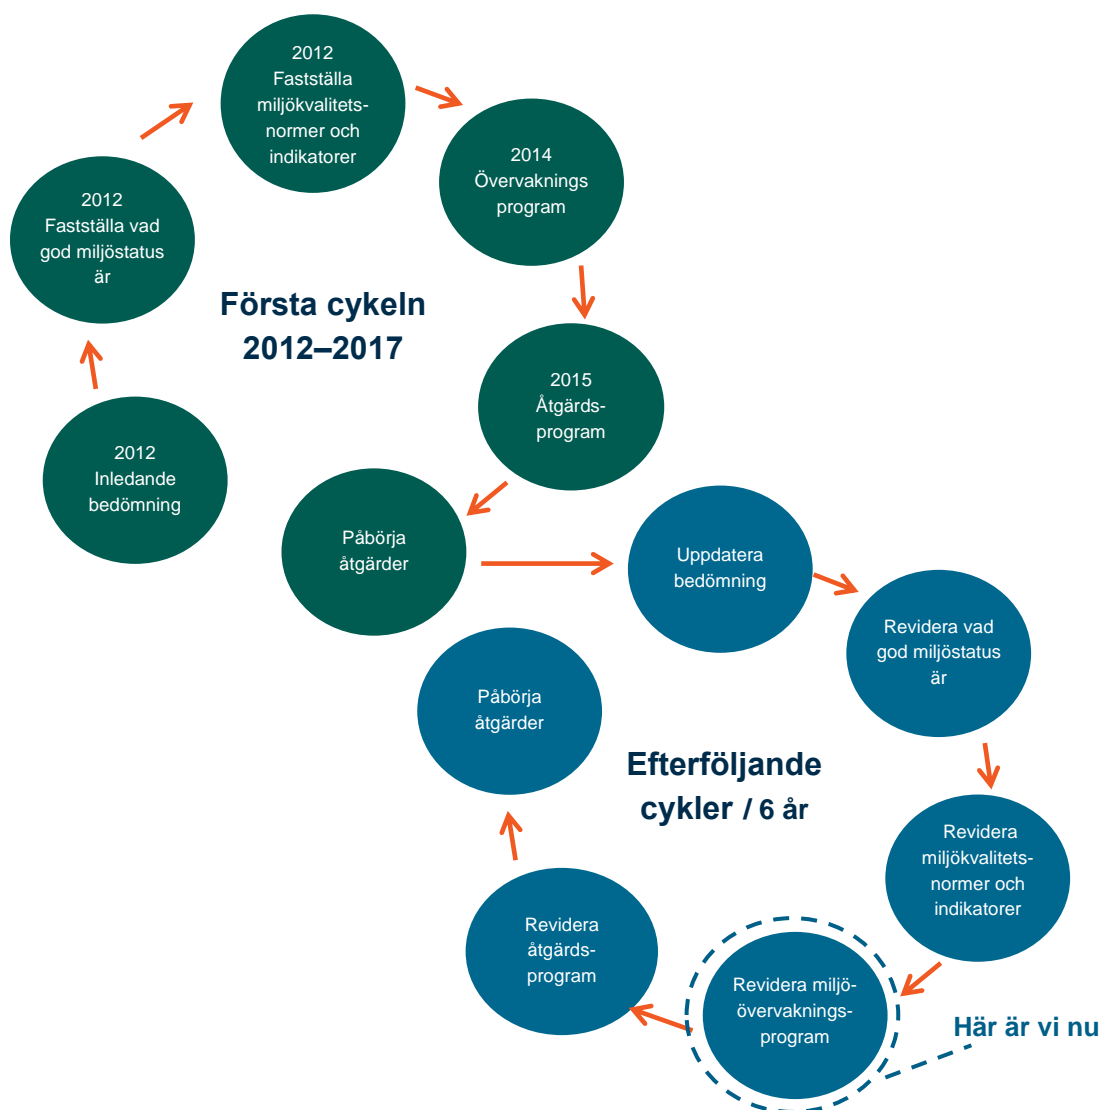 2012
Fastställa
miljökvalitets-
normer och
indikatorer
2014
Övervaknings
program
2012
Fastställa vad
god miljöstatus
är
Första cykeln
2012–2017
2015
Åtgärds-
program
2012
Inledande
bedömning
Påbörja
åtgärder
Uppdatera
bedömning
Revidera vad
god miljöstatus
är
Påbörja
åtgärder
Efterföljande
cykler / 6 år
Revidera
miljökvalitets-
normer och
indikatorer
Revidera
åtgärds-
program
Revidera miljö-
övervaknings-
program
Här är vi nu